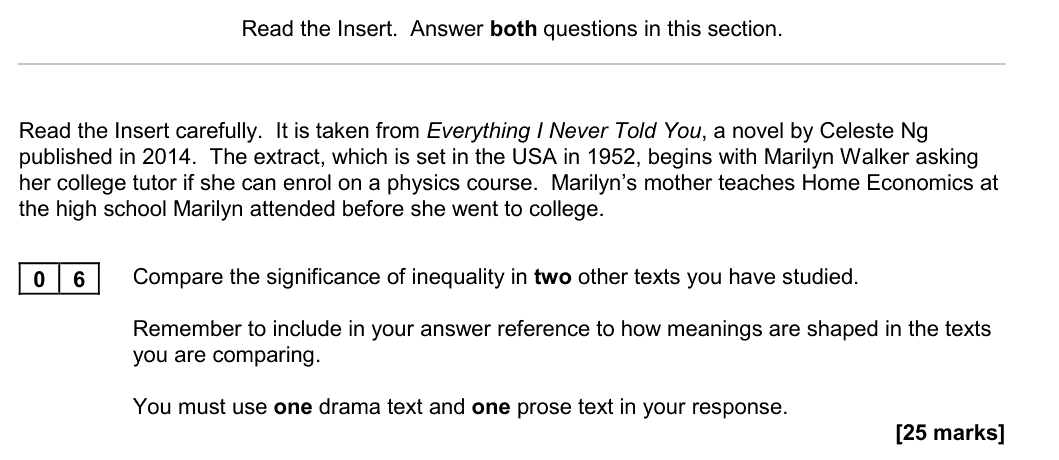 Read the Insert.  Answer both questions in this section.
Read the Insert carefully.  It is taken from Everything I Never Told You, a novel by Celeste Ng
published in 2014.  The extract, which is set in the USA in 1952, begins with Marilyn Walker asking
her college tutor if she can enrol on a physics course.  Marilyn’s mother teaches Home Economics at
the high school Marilyn attended before she went to college.
0 6 Compare the significance of inequality in two other texts you have studied.
Remember to include in your answer reference to how meanings are shaped in the texts
you are comparing.
You must use one drama text and one prose text in your response.
[25 marks]